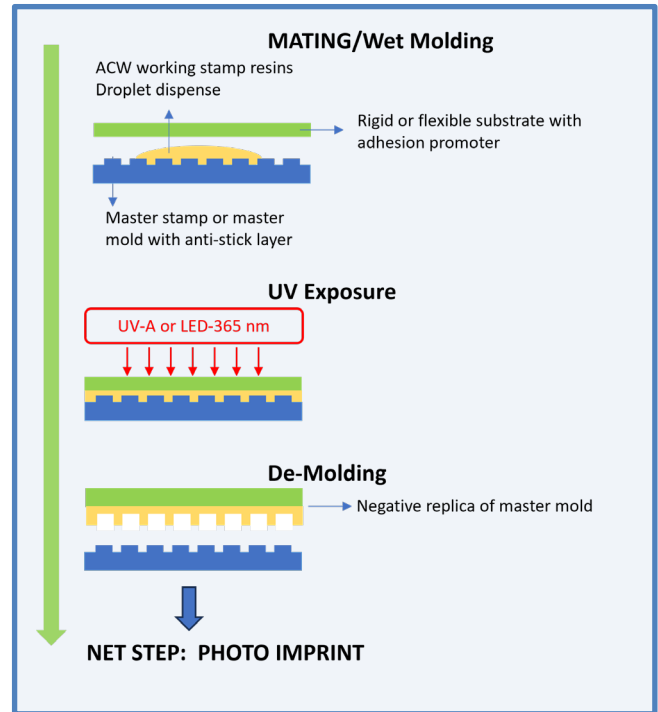 MATING/Wet Molding
ACW working stamp resins
Droplet dispense
Rigid or flexible substrate with
adhesion promoter
Master stamp or master
mold with anti-stick layer
UV Exposure
UV-A or LED-365 nm
De-Molding
Negative replica of master mold
NET STEP: PHOTO IMPRINT